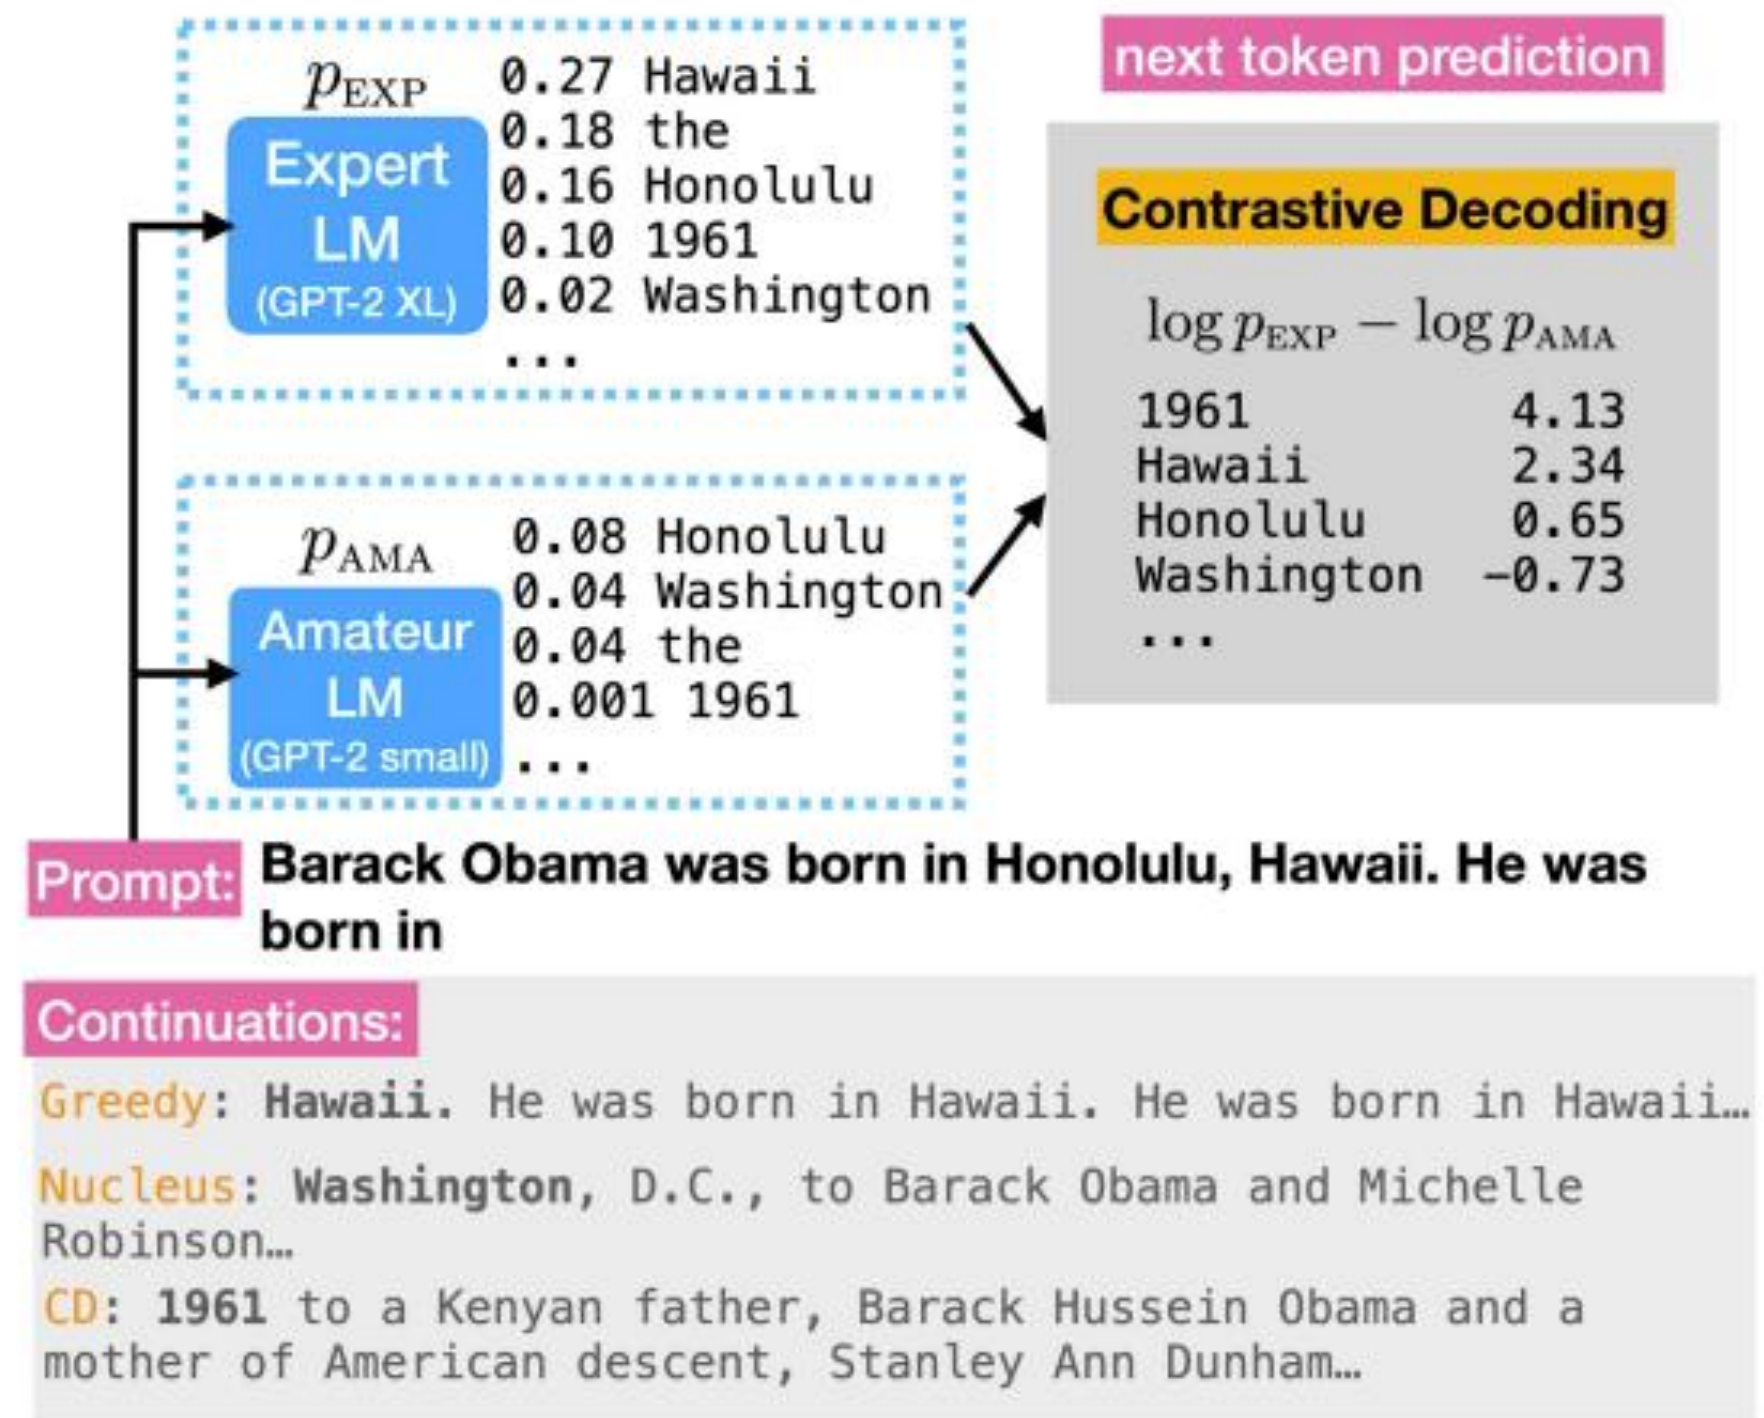 p_EXP
Expert
LM
(GPT-2 XL)
0.27 Hawaii
0.18 the
0.16 Honolulu
0.10 1961
0.02 Washington
...
p_AMA
Amateur
LM
(GPT-2 small)
0.08 Honolulu
0.04 Washington
0.04 the
0.001 1961
...
next token prediction
Contrastive Decoding
log p_EXP − log p_AMA
1961 4.13
Hawaii 2.34
Honolulu 0.65
Washington −0.73
...
Prompt: Barack Obama was born in Honolulu, Hawaii. He was
born in
Continuations:
Greedy: Hawaii. He was born in Hawaii. He was born in Hawaii…
Nucleus: Washington, D.C., to Barack Obama and Michelle
Robinson…
CD: 1961 to a Kenyan father, Barack Hussein Obama and a
mother of American descent, Stanley Ann Dunham…